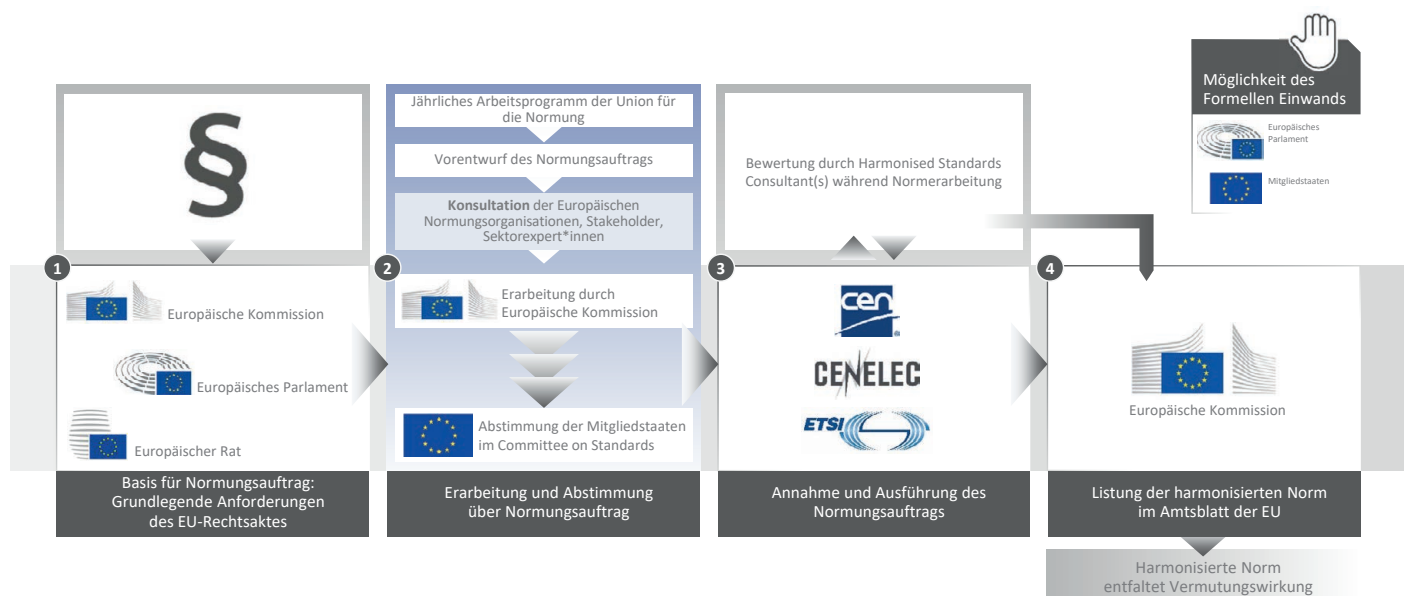 Möglichkeit des
Formellen Einwands
Europäisches
Parlament
Mitgliedstaaten
§
1
Europäische Kommission
Europäisches Parlament
Europäischer Rat
Basis für Normungsauftrag:
Grundlegende Anforderungen
des EU-Rechtsaktes
Jährliches Arbeitsprogramm der Union für
die Normung
Vorentwurf des Normungsauftrags
Konsultation der Europäischen
Normungsorganisationen, Stakeholder,
Sektorexpert*innen
2
Erarbeitung durch
Europäische Kommission
Abstimmung der Mitgliedstaaten
im Committee on Standards
Erarbeitung und Abstimmung
über Normungsauftrag
Bewertung durch Harmonised Standards
Consultant(s) während Normerarbeitung
3
cen
®
CENELEC
ETSI
Annahme und Ausführung des
Normungsauftrags
4
Europäische Kommission
Listung der harmonisierten Norm
im Amtsblatt der EU
Harmonisierte Norm
entfaltet Vermutungswirkung